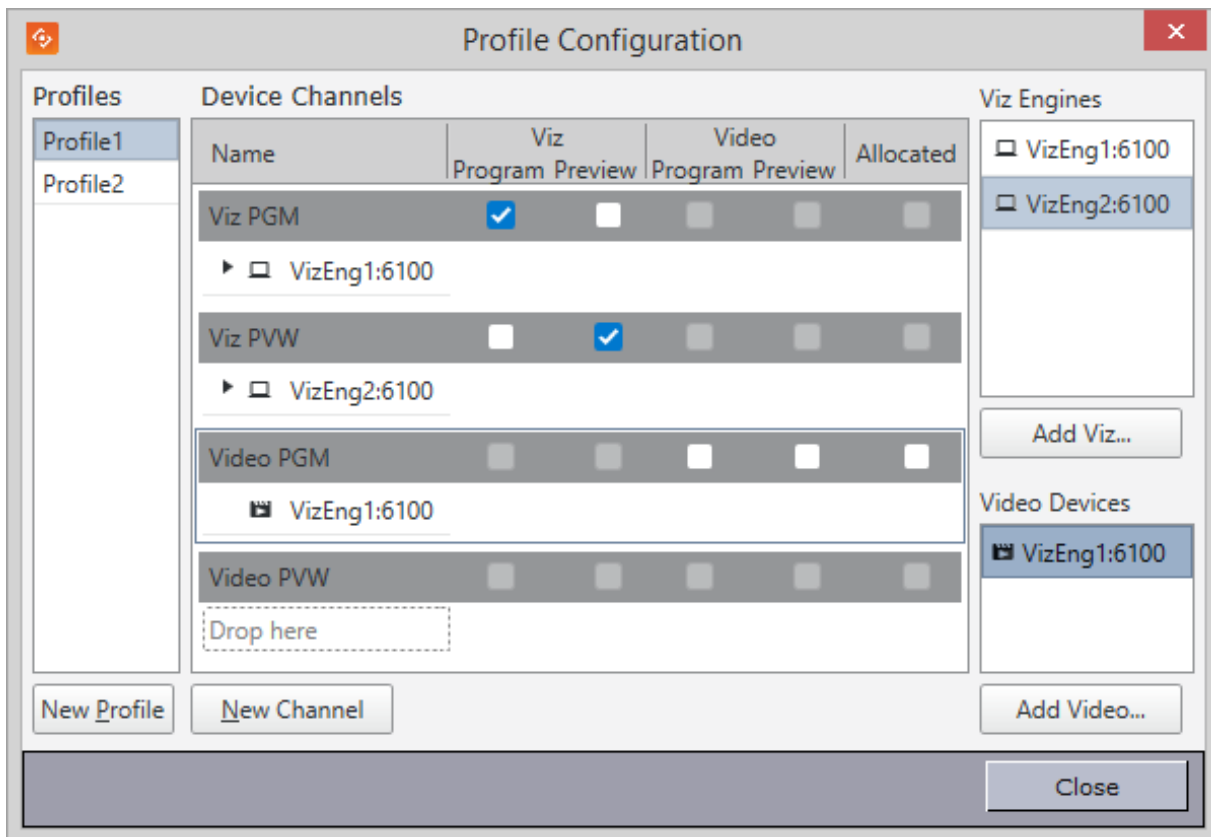 Profile Configuration
Profiles
Device Channels
Viz Engines
Profile1
Profile2
Name
Viz
Video
Allocated
Program Preview Program Preview
Viz PGM
VizEng1:6100
Viz PVW
VizEng2:6100
Video PGM
VizEng1:6100
Video PVW
Drop here
VizEng1:6100
VizEng2:6100
Add Viz...
Video Devices
VizEng1:6100
New Profile
New Channel
Add Video...
Close